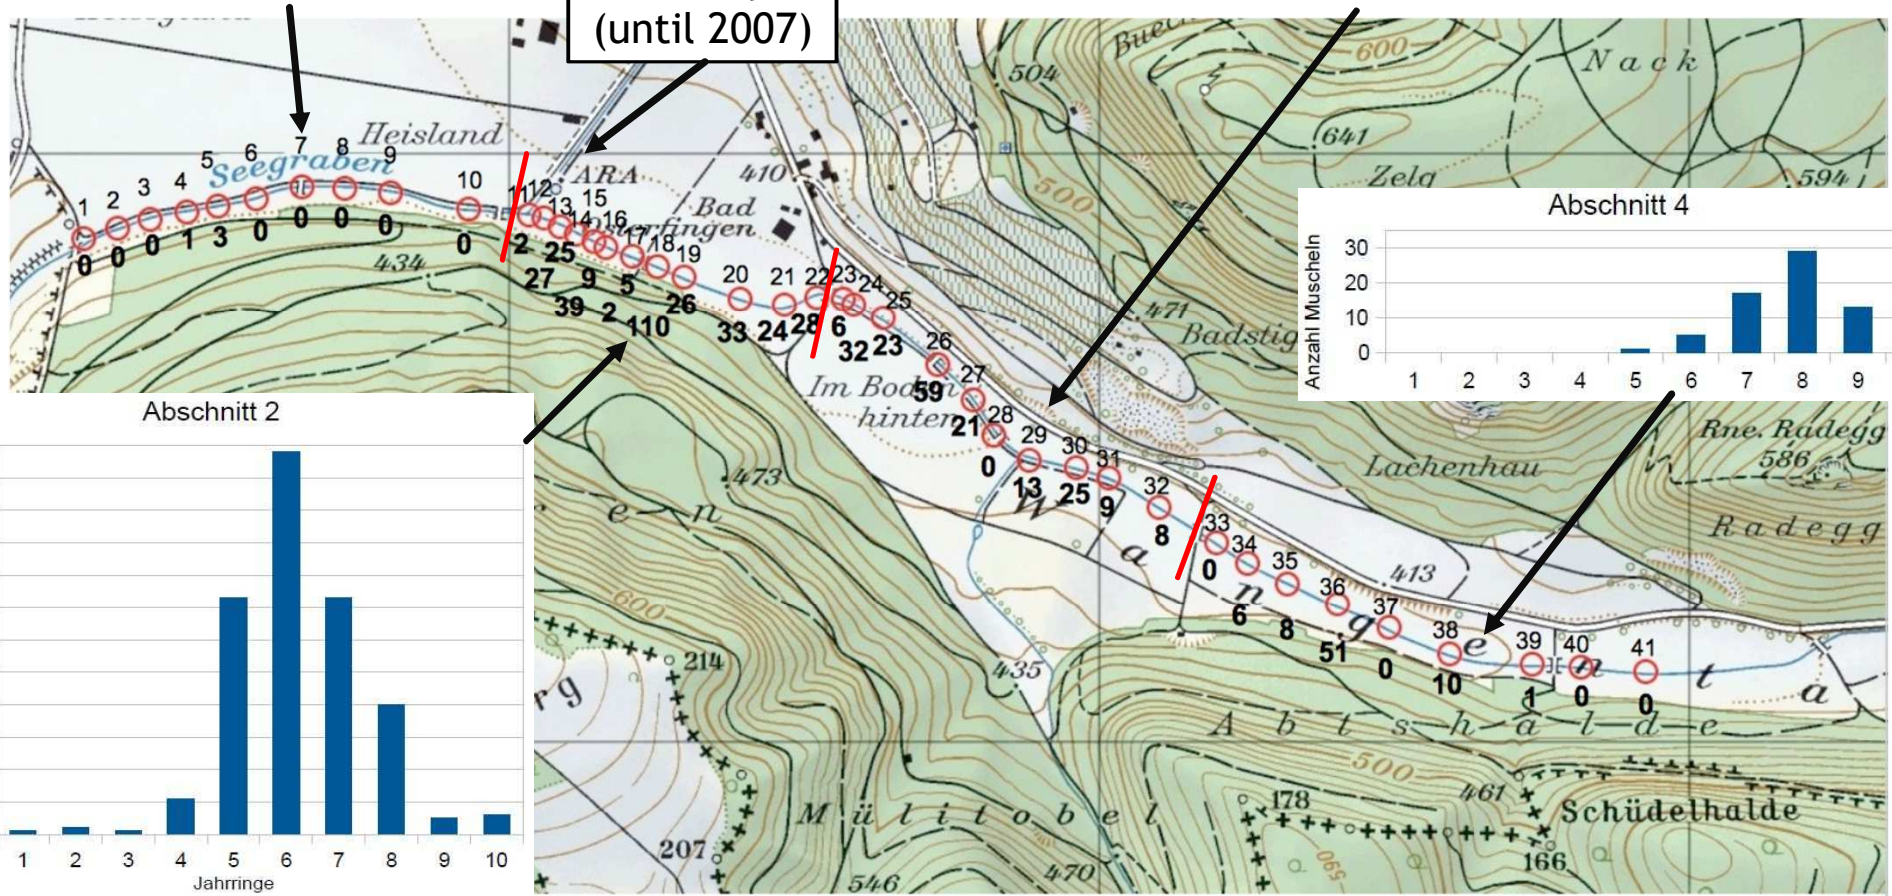 (until 2007)
Buech
600
Nack
504
641
Zelg
594
Heisland
Seegraben
ARA
410
Bad
Osterfingen
500
434
471
Badstig
1 2 3 4 5 6 7 8 9 10 11 12 13 14 15 16 17 18 19 20 21 22 23 24 25 26 27 28 29 30 31 32 33 34 35 36 37 38 39 40 41
0 0 0 1 3 0 0 0 0 0 2 27 25 39 9 2 5 110 26 33 24 28 6 32 23 59 21 0 13 25 9 8 0 6 8 51 0 10 1 0 0
Abschnitt 4
Anzahl Muscheln
30
20
10
0
1 2 3 4 5 6 7 8 9
Im Boden
hinten
Rne. Radegg
586
Lachenhau
Radegg
Abschnitt 2
1 2 3 4 5 6 7 8 9 10
Jahrringe
473
en
Wangental
413
600
214
435
rg
Abtshalde
500
461
178
Schüdelhalde
Mülitobel
207
546
470
590
166